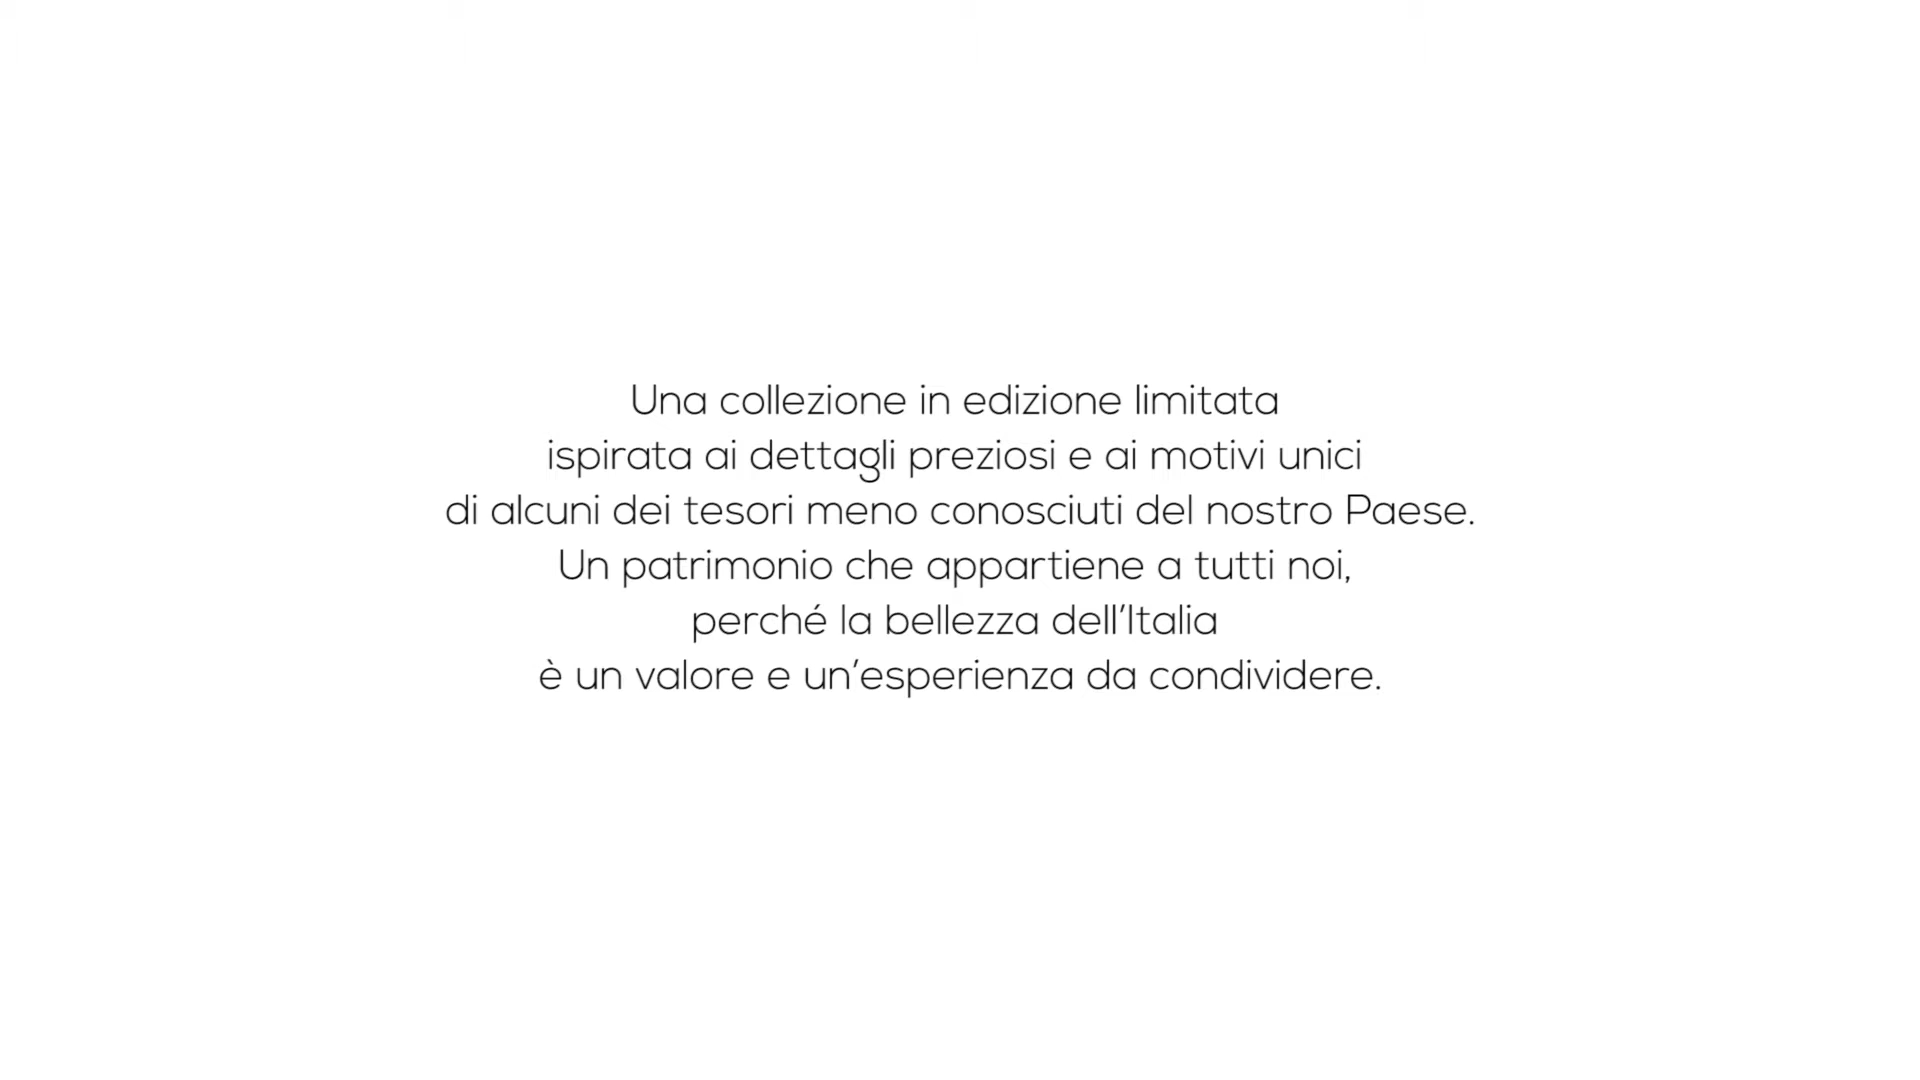 Una collezione in edizione limitata
ispirata ai dettagli preziosi e ai motivi unici
di alcuni dei tesori meno conosciuti del nostro Paese.
Un patrimonio che appartiene a tutti noi,
perché la bellezza dell’Italia
è un valore e un’esperienza da condividere.